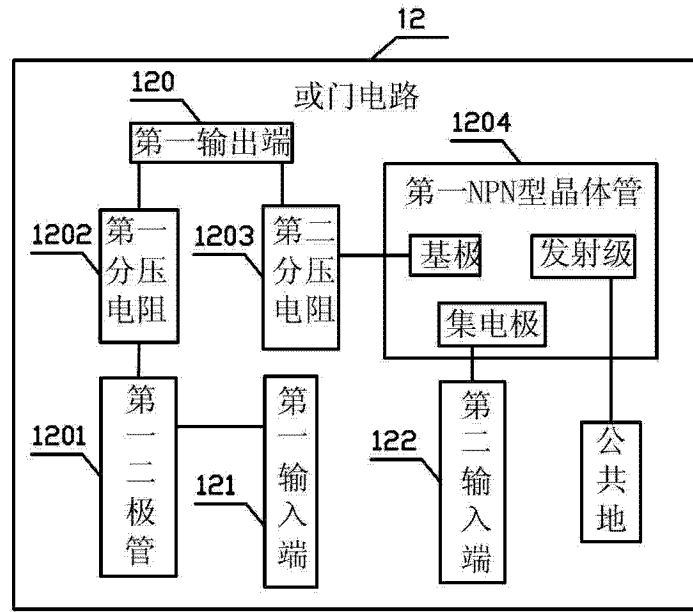 12
120
或门电路
第一输出端
1204
第一NPN型晶体管
1202
第一分压电阻
1203
第二分压电阻
基极
发射级
集电极
1201
第一二极管
121
第一输入端
122
第二输入端
公共地